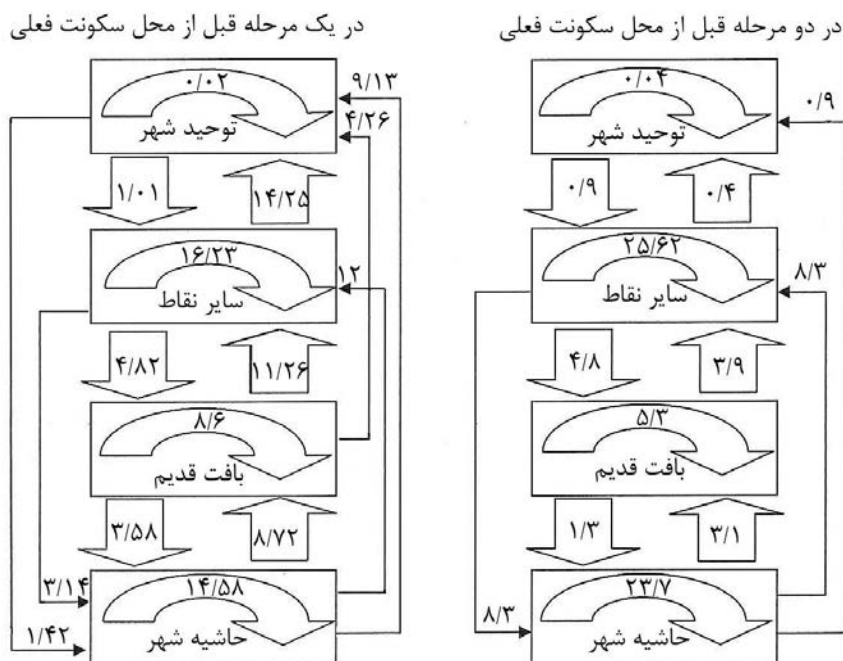 در دو مرحله قبل از محل سکونت فعلی
۰/۰۴
توحید شهر
۰/۹
۰/۹
۰/۴
۲۵/۶۲
سایر نقاط
۸/۳
۴/۸
۳/۹
۵/۳
بافت قدیم
۱/۳
۳/۱
۲۳/۷
حاشیه شهر
۸/۳
در یک مرحله قبل از محل سکونت فعلی
۰/۰۲
توحید شهر
۹/۱۳
۴/۲۶
۱/۰۱
۱۴/۲۵
۱۶/۲۳
سایر نقاط
۱۲
۴/۸۲
۱۱/۲۶
۸/۶
بافت قدیم
۳/۵۸
۸/۷۲
۱۴/۵۸
حاشیه شهر
۳/۱۴
۱/۴۲